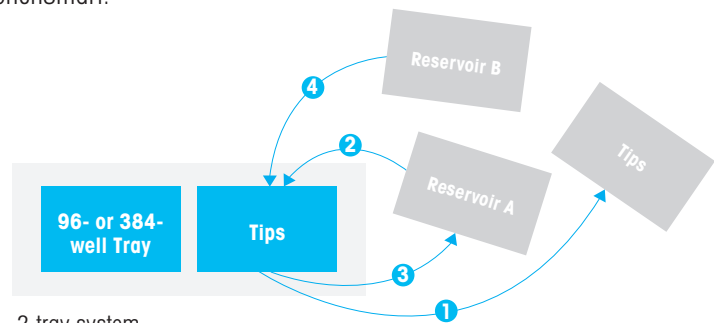 Reservoir B
4
2
Tips
Reservoir A
96- or 384-
well Tray
Tips
3
1